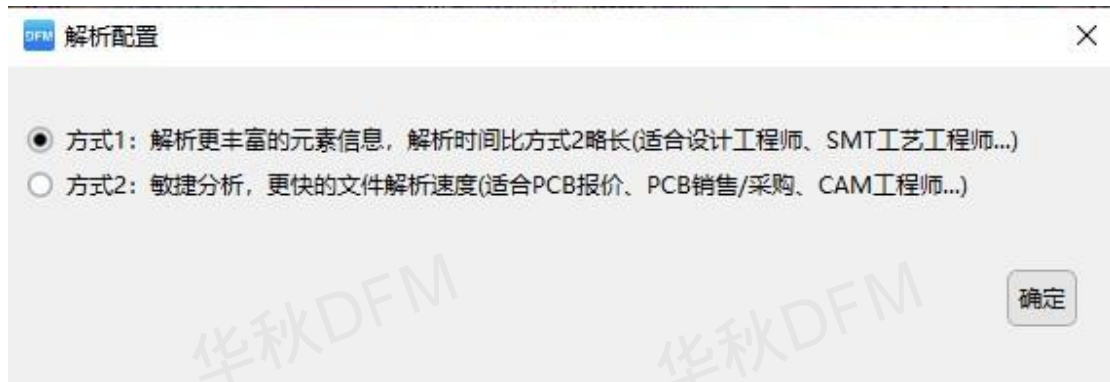 DFM 解析配置
方式1：解析更丰富的元素信息，解析时间比方式2略长(适合设计工程师、SMT工艺工程师...)
方式2：敏捷分析，更快的文件解析速度(适合PCB报价、PCB销售/采购、CAM工程师...)
确定
华秋DFM
华秋DFM